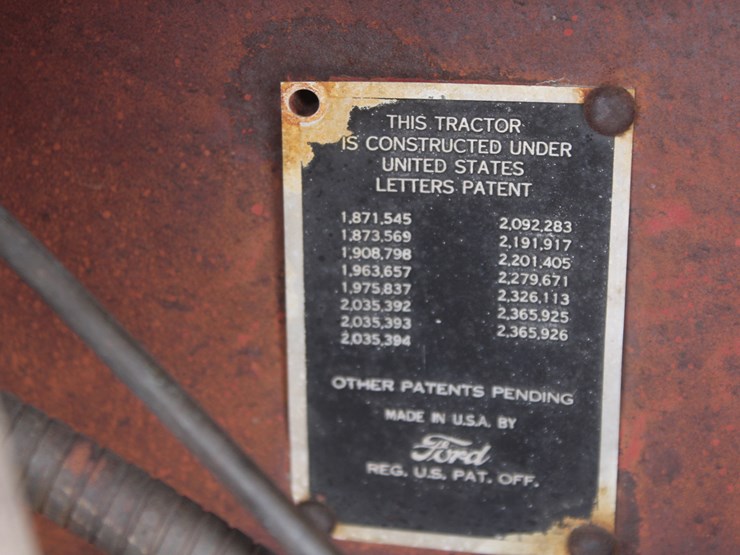 THIS TRACTOR
IS CONSTRUCTED UNDER
UNITED STATES
LETTERS PATENT
1,871,545
1,873,569
1,908,798
1,963,657
1,975,837
2,035,392
2,035,393
2,035,394
2,092,283
2,191,917
2,201,405
2,279,671
2,326,113
2,365,925
2,365,926
OTHER PATENTS PENDING
MADE IN U.S.A. BY
Ford
REG. U.S. PAT. OFF.